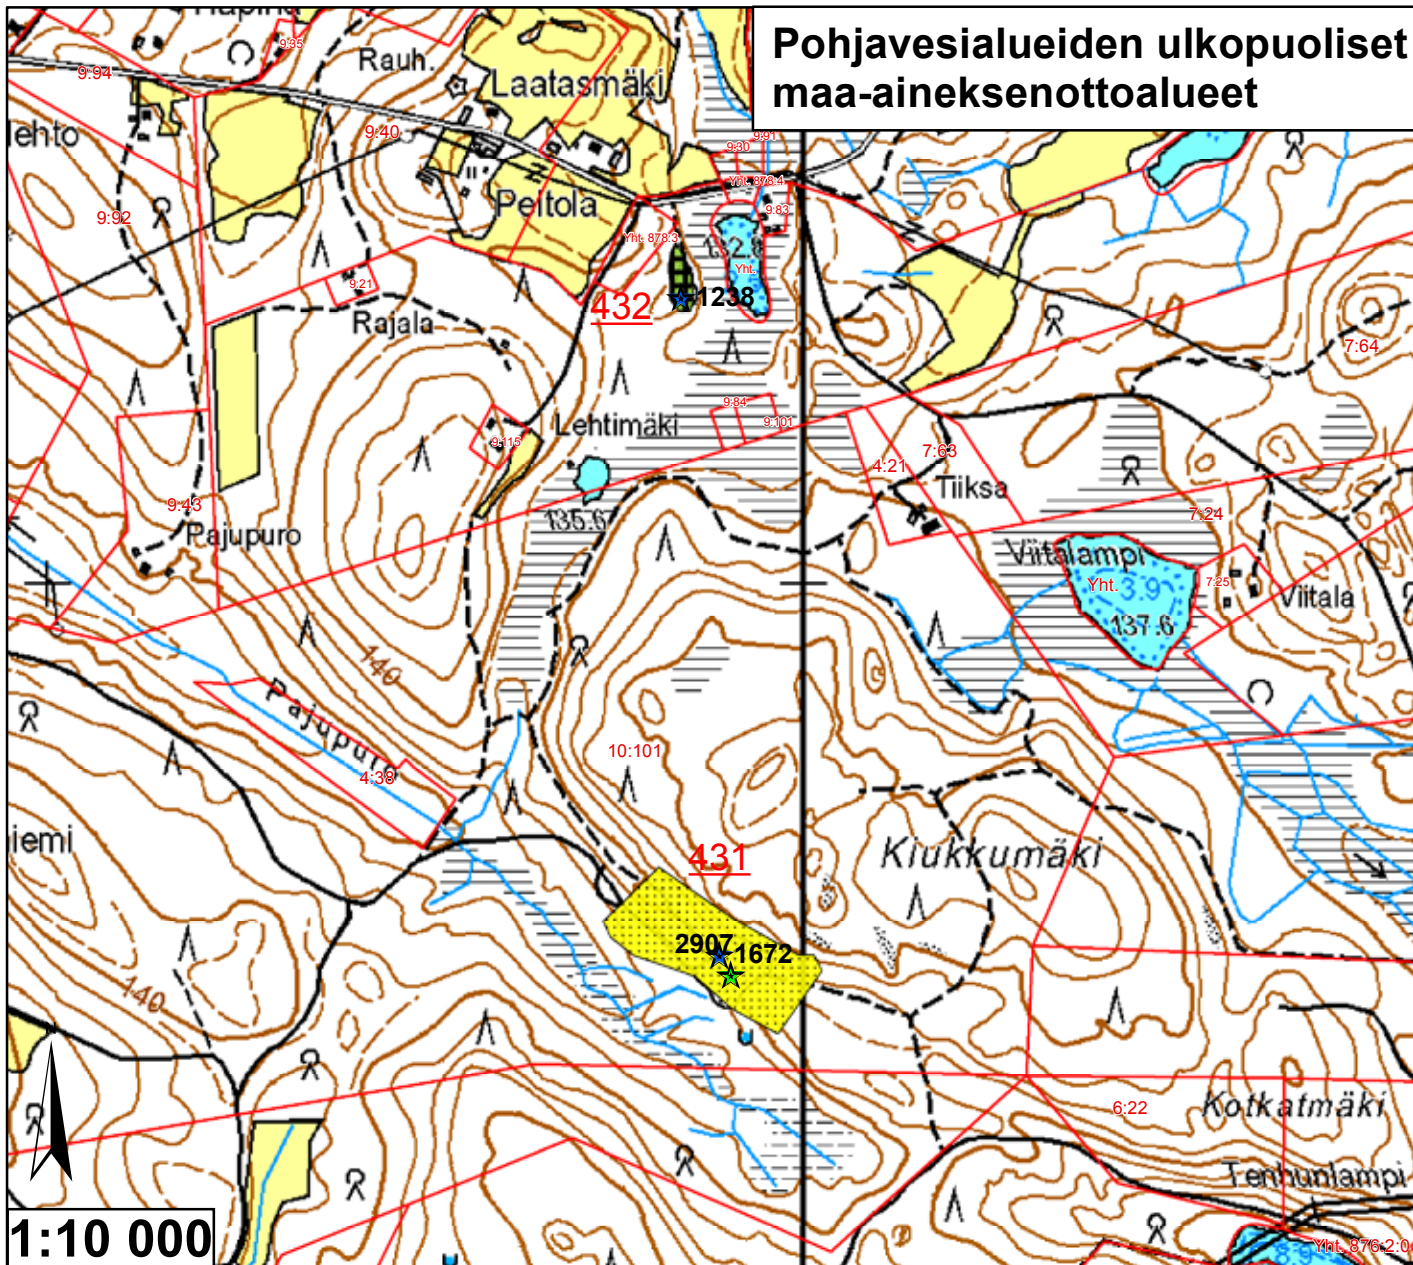 Pohjavesialueiden ulkopuoliset
maa-aineksenottoalueet
9:35
Rauh.
9:94
Laatasmäki
lehto
9:40
9:91
9:30
Yht. 878:4
9:92
Peltola
9:83
Yht. 878:3
132.8
Yht.
9:21
432
1238
Rajala
7:64
9:84
9:101
Lehtimäki
9:115
7:63
4:21
Tiiksa
9:43
135.6
7:24
Pajupuro
Viitalampi
Yht.
3.9
7:25
Viitala
137.6
140
Pajupuro
10:101
4:38
iemi
Kiukkumäki
431
2907
1672
140
6:22
Kotkatmäki
Tenhunlampi
1:10 000
8.9